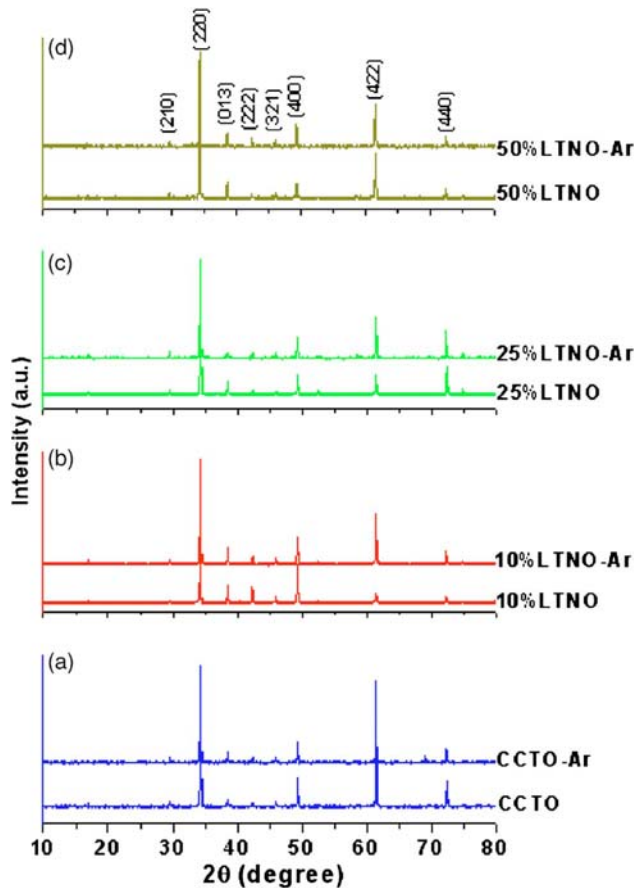 (d)
(210)
(220)
(013)
(222)
(321)
(400)
(422)
(440)
50%LTNO-Ar
50%LTNO
(c)
25%LTNO-Ar
25%LTNO
(b)
10%LTNO-Ar
10%LTNO
(a)
CCTO-Ar
CCTO
Intensity (a.u.)
10 20 30 40 50 60 70 80
2θ (degree)